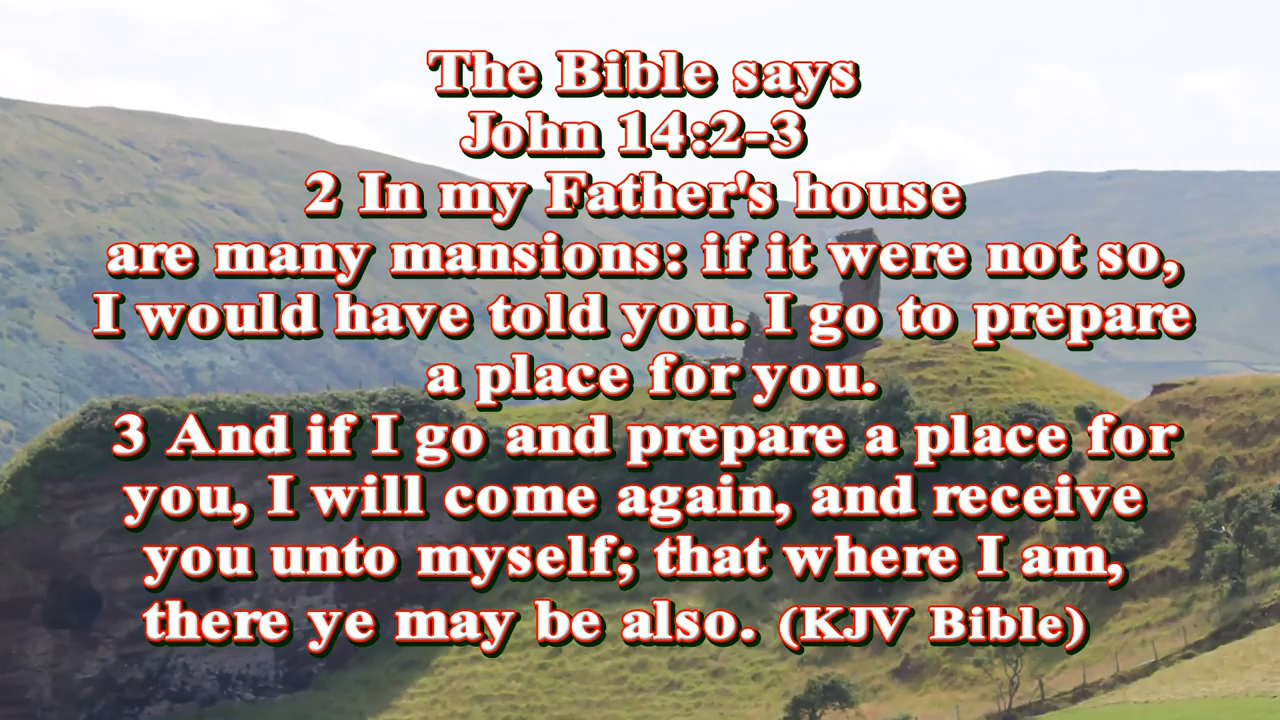 The Bible says
John 14:2-3
2 In my Father's house
are many mansions: if it were not so,
I would have told you. I go to prepare
a place for you.
3 And if I go and prepare a place for
you, I will come again, and receive
you unto myself; that where I am,
there ye may be also. (KJV Bible)